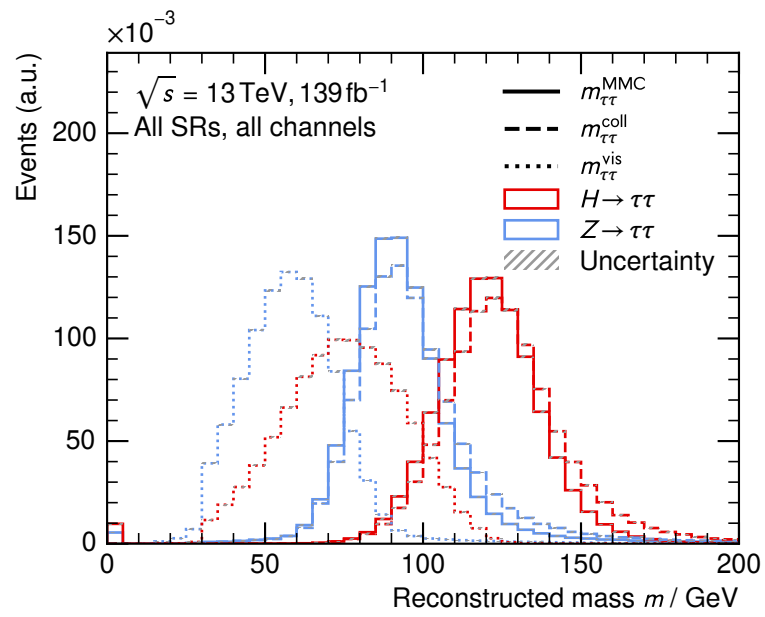 ×10⁻³
Events (a.u.)
√s = 13 TeV, 139 fb⁻¹
All SRs, all channels
m_ττ^MMC
m_ττ^coll
m_ττ^vis
H → ττ
Z → ττ
Uncertainty
200
150
100
50
0
0 50 100 150 200
Reconstructed mass m / GeV